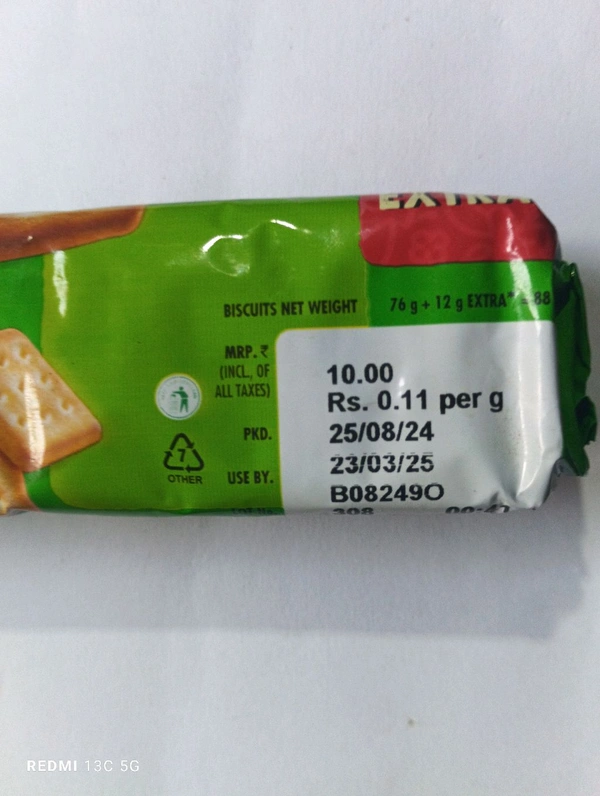 EXTRA
BISCUITS NET WEIGHT 76 g + 12 g EXTRA* = 88
MRP. ₹
(INCL. OF
ALL TAXES)
10.00
Rs. 0.11 per g
PKD. 25/08/24
USE BY. 23/03/25
B08249O
7
OTHER
REDMI 13C 5G